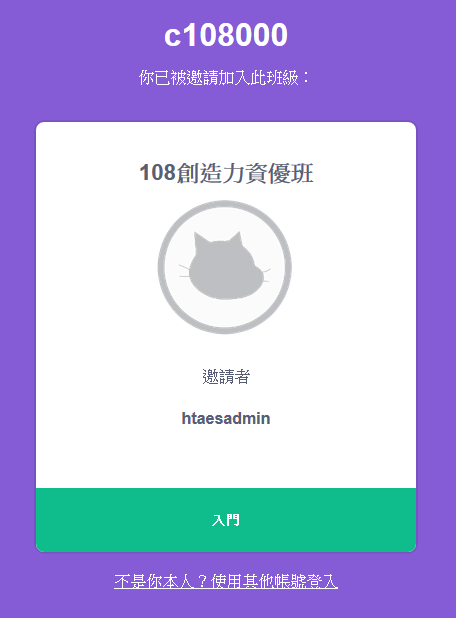 c108000
你已被邀請加入此班級：
108創造力資優班
邀請者
htaesadmin
入門
不是你本人？使用其他帳號登入